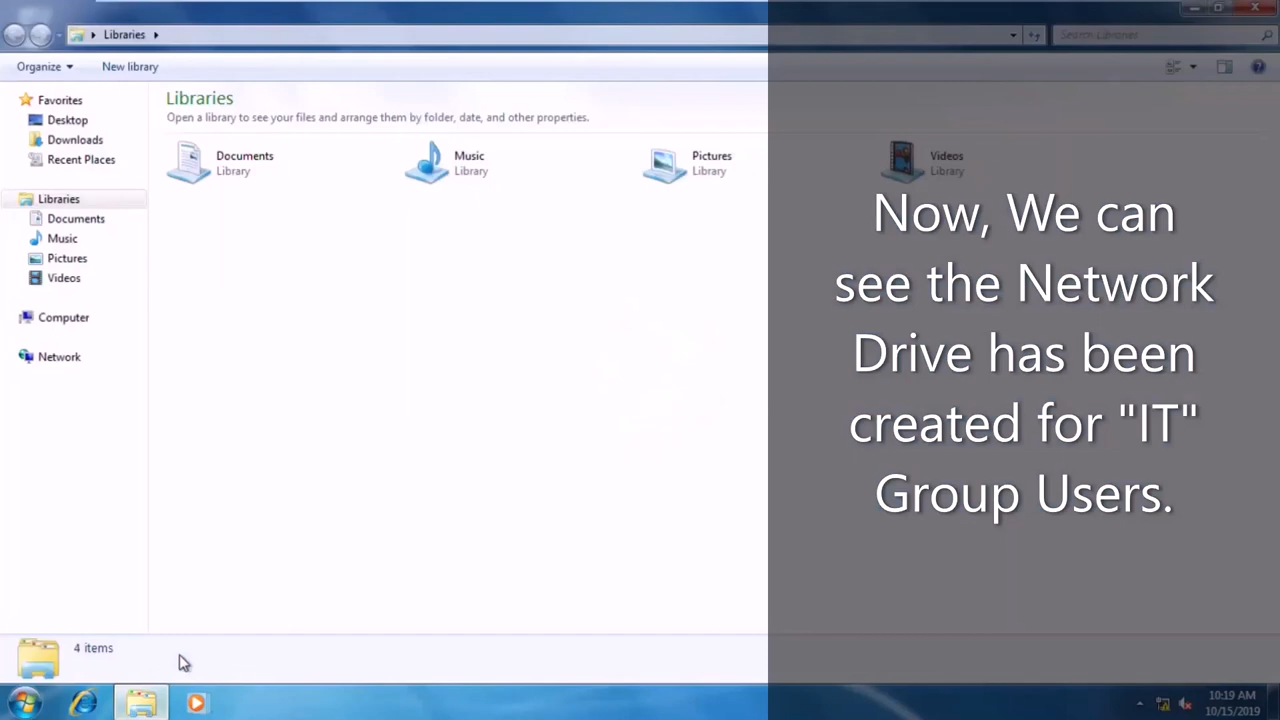 Libraries
Search Libraries
Organize
New library
Favorites
Desktop
Downloads
Recent Places
Libraries
Documents
Music
Pictures
Videos
Computer
Network
Libraries
Open a library to see your files and arrange them by folder, date, and other properties.
Documents
Library
Music
Library
Pictures
Library
Videos
Library
Now, We can
see the Network
Drive has been
created for "IT"
Group Users.
4 items
10:19 AM
10/15/2019